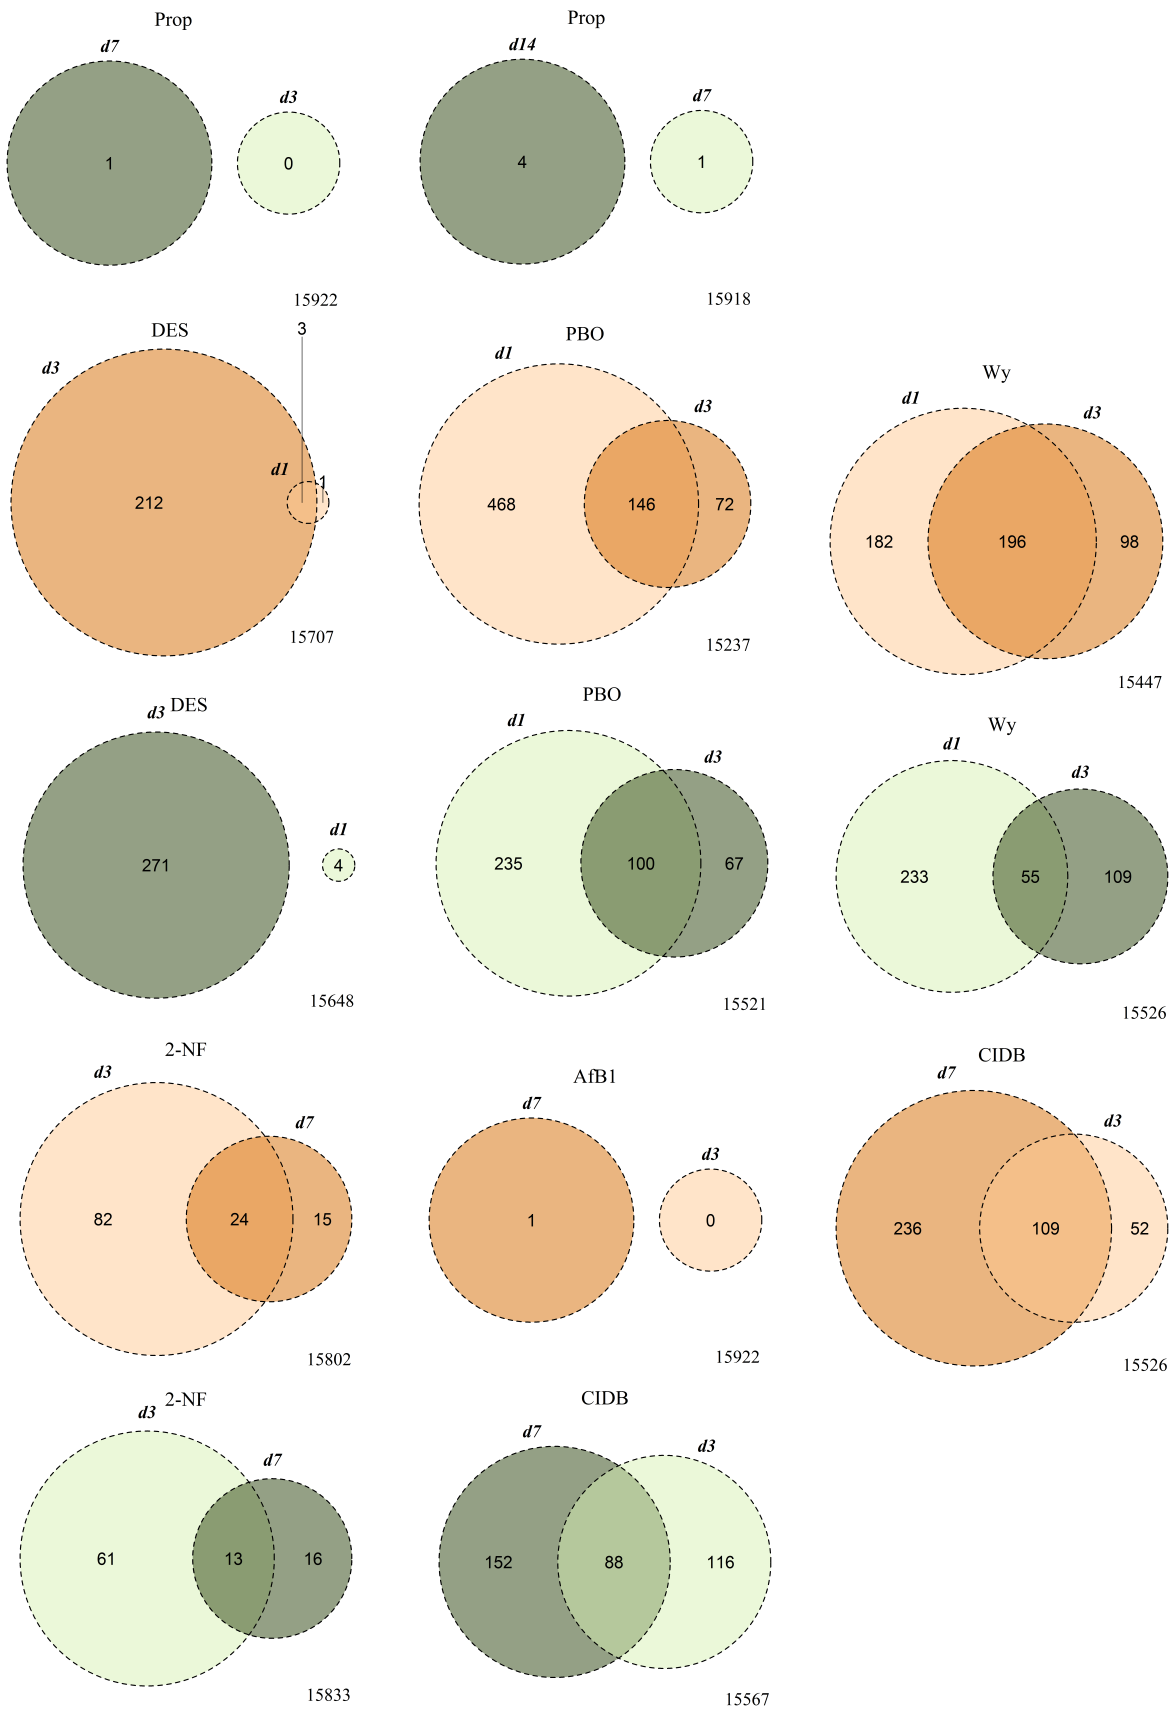 Prop
d7
d3
1
0
15922
Prop
d14
d7
4
1
15918
DES
d3
3
d1
1
212
15707
PBO
d1
d3
468
146
72
15237
Wy
d1
d3
182
196
98
15447
DES
d3
d1
271
4
15648
PBO
d1
d3
235
100
67
15521
Wy
d1
d3
233
55
109
15526
2-NF
d3
d7
82
24
15
15802
AfB1
d7
d3
1
0
15922
CIDB
d7
d3
236
109
52
15526
2-NF
d3
d7
61
13
16
15833
CIDB
d7
d3
152
88
116
15567